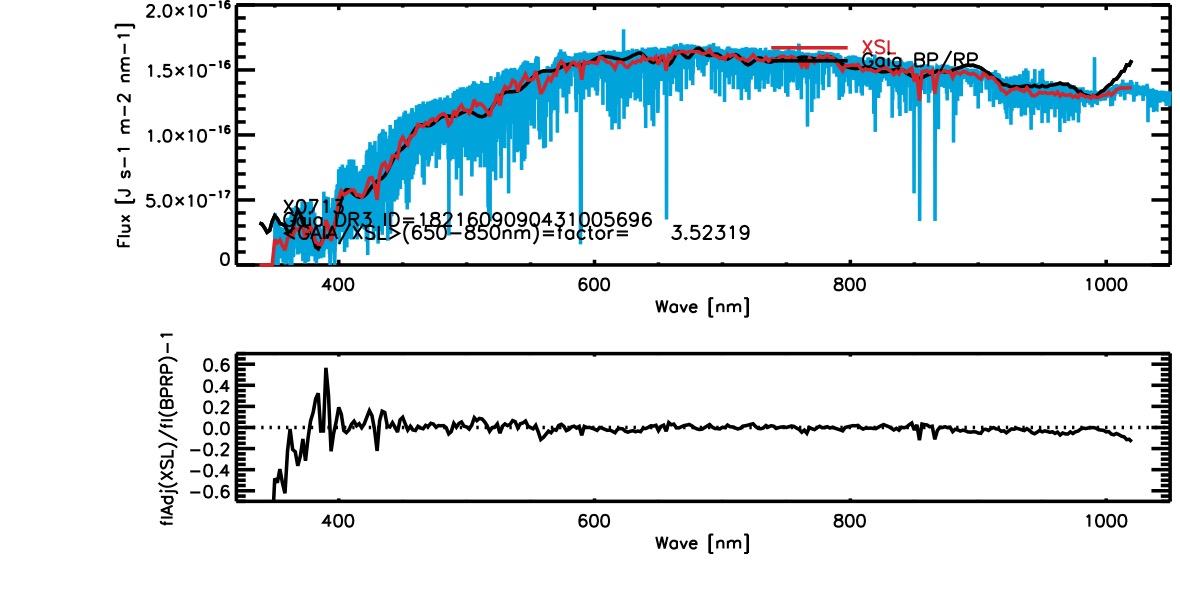 2.0×10−16
1.5×10−16
1.0×10−16
5.0×10−17
0
Flux [J s−1 m−2 nm−1]
XSL
Gaia BP/RP
X0713
Gaia DR3 ID=1821609090431005696
<GAIA/XSL>(650−850nm)=factor= 3.52319
400 600 800 1000
Wave [nm]
flAdj(XSL)/fl(BPRP)−1
0.6
0.4
0.2
0.0
−0.2
−0.4
−0.6
400 600 800 1000
Wave [nm]